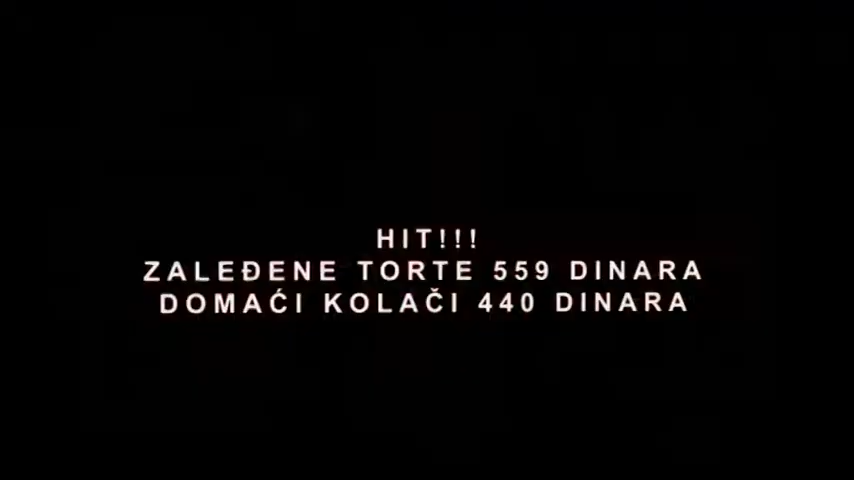 HIT!!!
ZALEĐENE TORTE 559 DINARA
DOMAĆI KOLAČI 440 DINARA